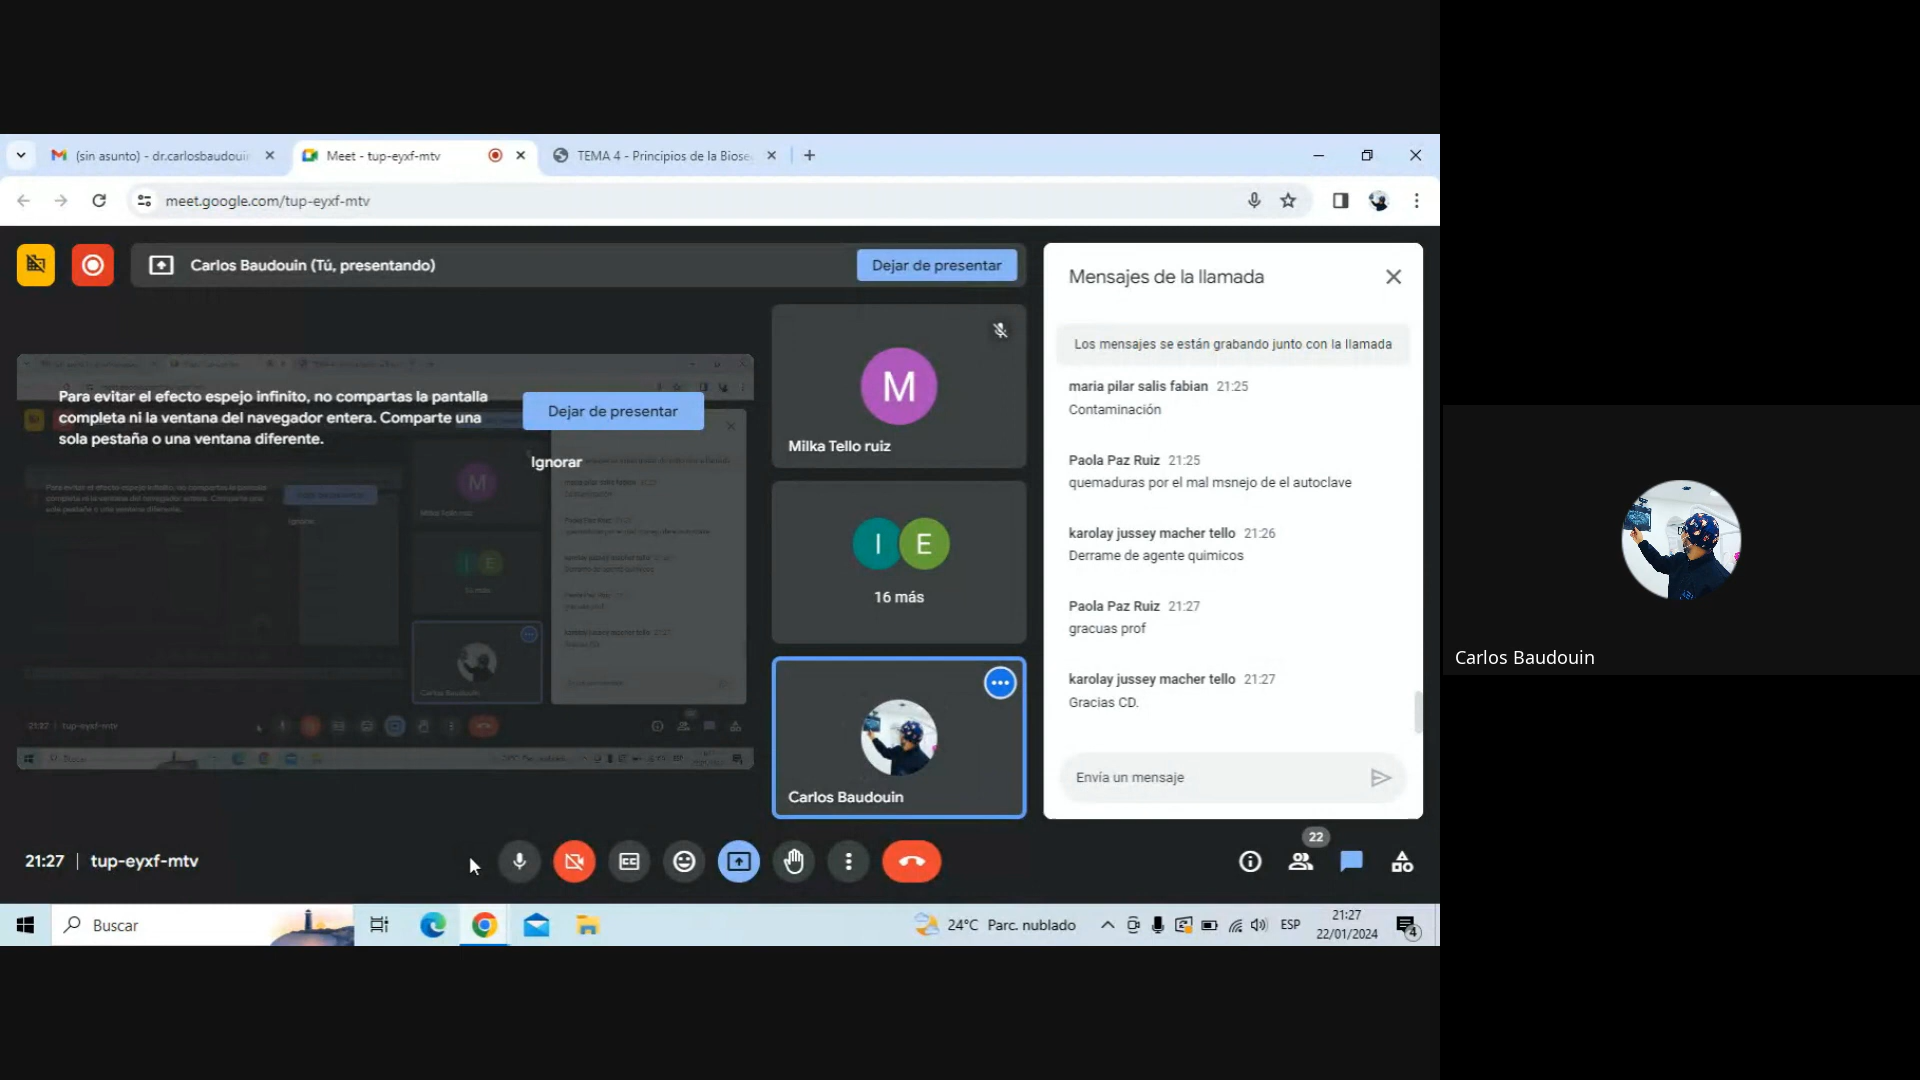 (sin asunto) - dr.carlosbaudoui
Meet - tup-eyxf-mtv
TEMA 4 - Principios de la Biose
meet.google.com/tup-eyxf-mtv
Carlos Baudouin (Tú, presentando)
Dejar de presentar
Para evitar el efecto espejo infinito, no compartas la pantalla
completa ni la ventana del navegador entera. Comparte una
sola pestaña o una ventana diferente.
Dejar de presentar
Ignorar
M
Milka Tello ruiz
I E
16 más
Carlos Baudouin
Mensajes de la llamada
Los mensajes se están grabando junto con la llamada
maria pilar salis fabian 21:25
Contaminación
Paola Paz Ruiz 21:25
quemaduras por el mal msnejo de el autoclave
karolay jussey macher tello 21:26
Derrame de agente quimicos
Paola Paz Ruiz 21:27
gracuas prof
karolay jussey macher tello 21:27
Gracias CD.
Envía un mensaje
21:27 | tup-eyxf-mtv
22
Buscar
24°C Parc. nublado
ESP
21:27
22/01/2024
4
Carlos Baudouin